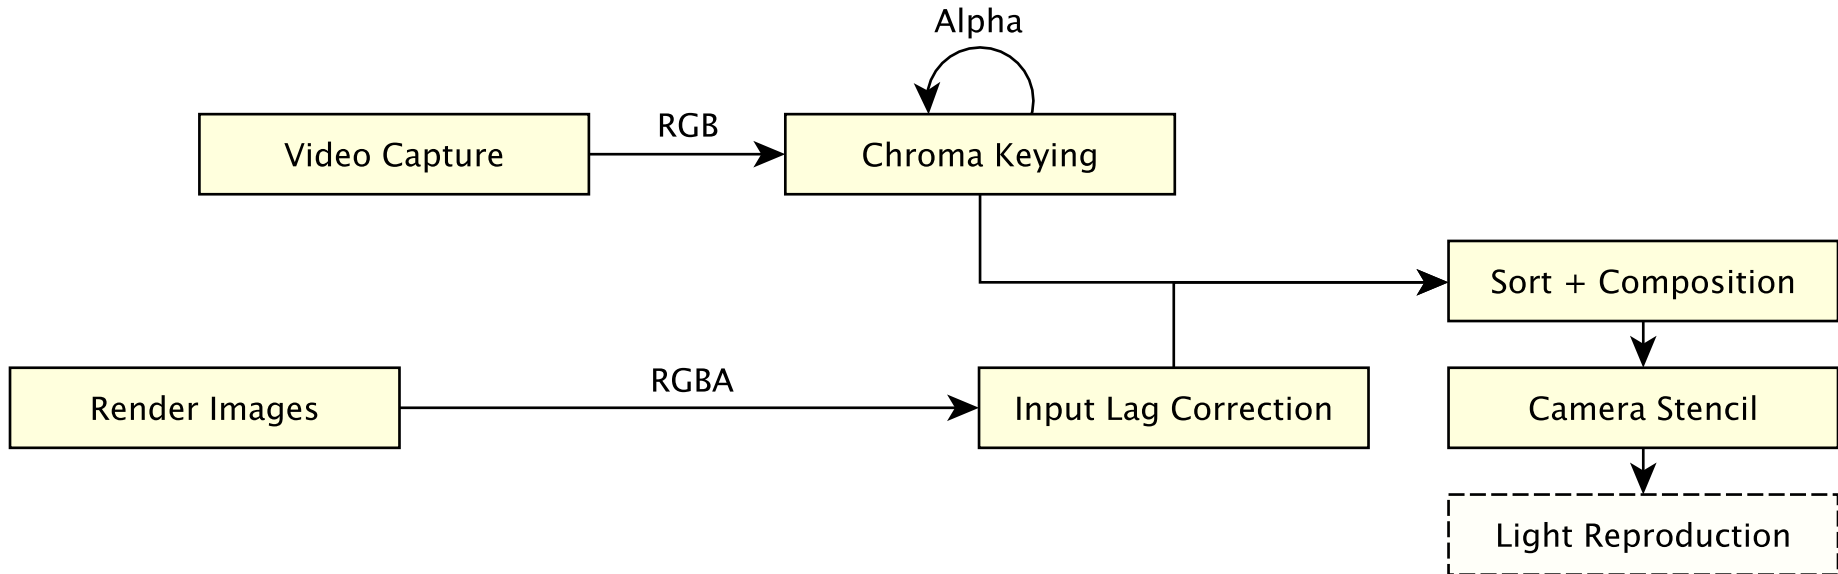 Alpha
RGB
Video Capture
Chroma Keying
Sort + Composition
RGBA
Render Images
Input Lag Correction
Camera Stencil
Light Reproduction